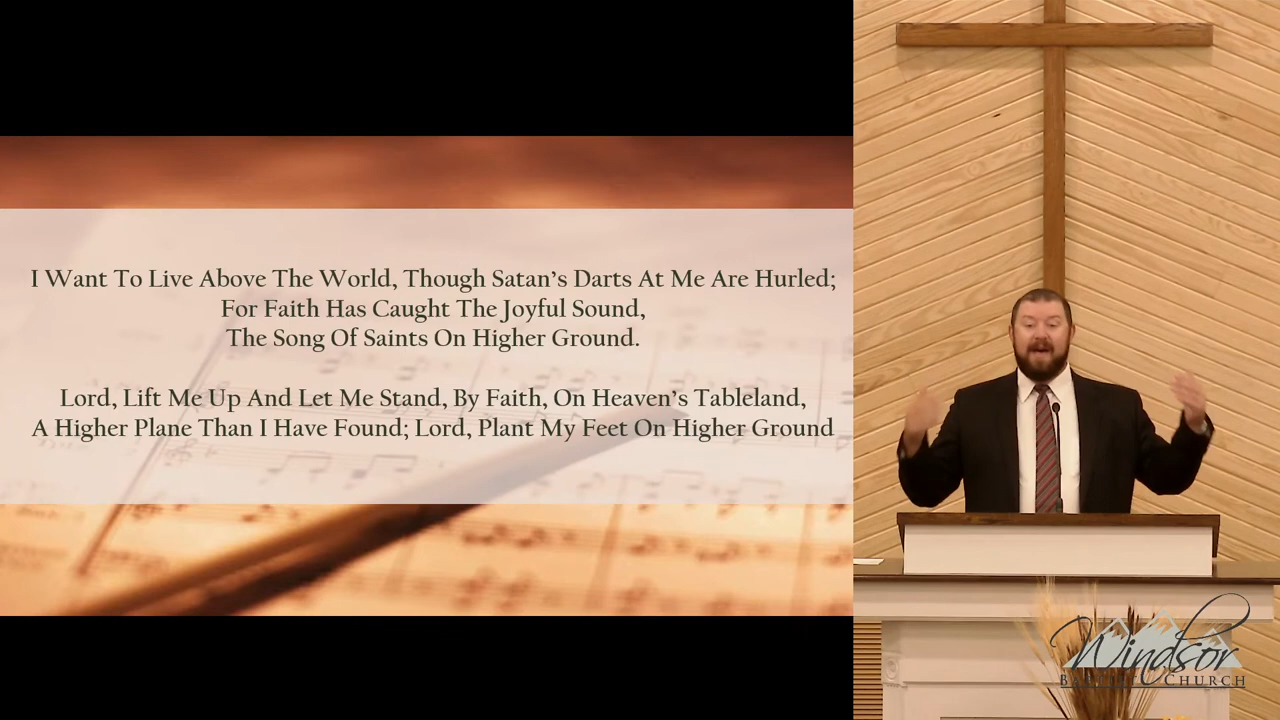 I Want To Live Above The World, Though Satan's Darts At Me Are Hurled;
For Faith Has Caught The Joyful Sound,
The Song Of Saints On Higher Ground.
Lord, Lift Me Up And Let Me Stand, By Faith, On Heaven's Tableland,
A Higher Plane Than I Have Found; Lord, Plant My Feet On Higher Ground
Windsor
Baptist Church